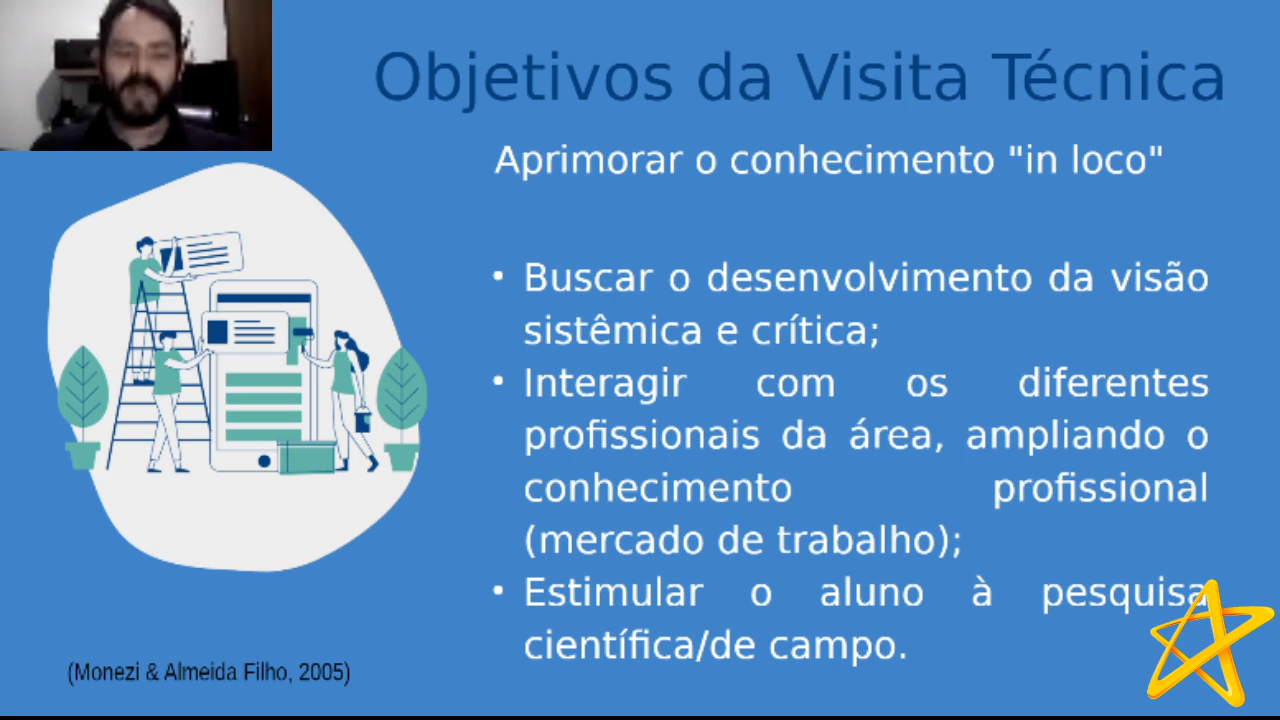 Objetivos da Visita Técnica
Aprimorar o conhecimento "in loco"
• Buscar o desenvolvimento da visão
sistêmica e crítica;
• Interagir com os diferentes
profissionais da área, ampliando o
conhecimento profissional
(mercado de trabalho);
• Estimular o aluno à pesquisa
científica/de campo.
(Monezi & Almeida Filho, 2005)